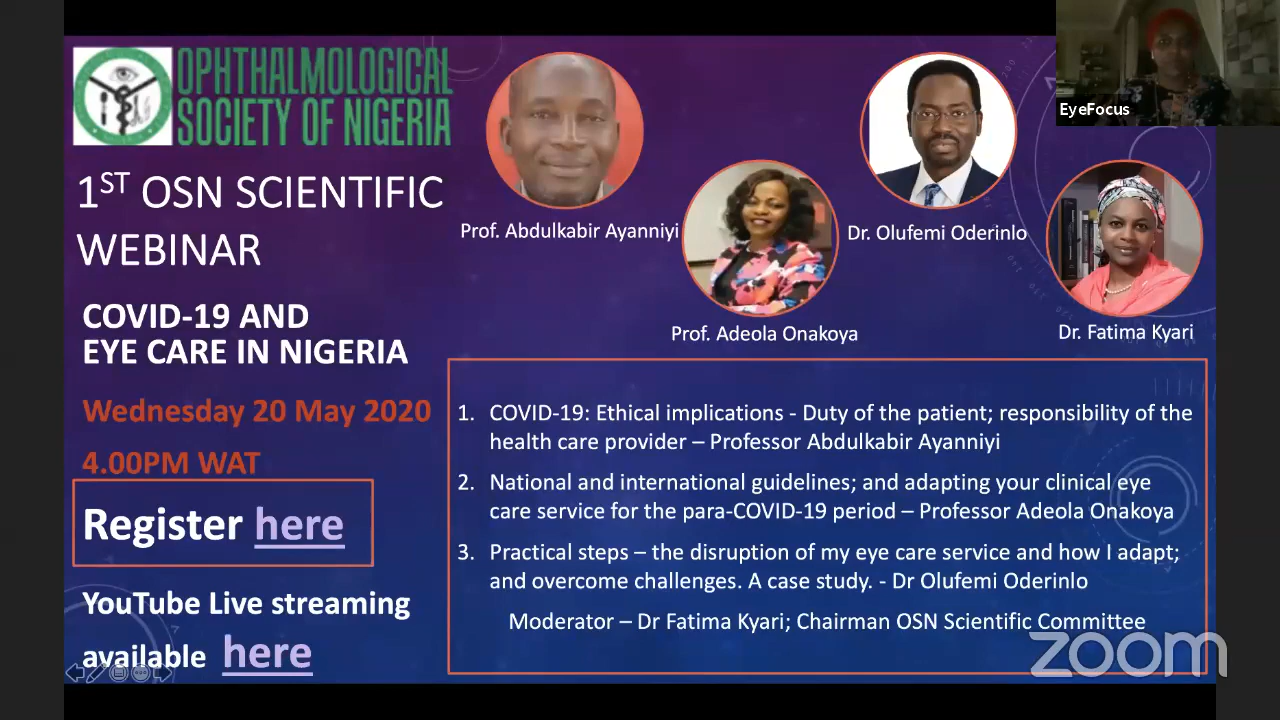 OPHTHALMOLOGICAL
SOCIETY OF NIGERIA
1ST OSN SCIENTIFIC
WEBINAR
COVID-19 AND
EYE CARE IN NIGERIA
Wednesday 20 May 2020
4.00PM WAT
Register here
YouTube Live streaming
available here
Prof. Abdulkabir Ayanniyi
Prof. Adeola Onakoya
Dr. Olufemi Oderinlo
Dr. Fatima Kyari
EyeFocus
1. COVID-19: Ethical implications - Duty of the patient; responsibility of the
health care provider – Professor Abdulkabir Ayanniyi
2. National and international guidelines; and adapting your clinical eye
care service for the para-COVID-19 period – Professor Adeola Onakoya
3. Practical steps – the disruption of my eye care service and how I adapt;
and overcome challenges. A case study. - Dr Olufemi Oderinlo
Moderator – Dr Fatima Kyari; Chairman OSN Scientific Committee
zoom